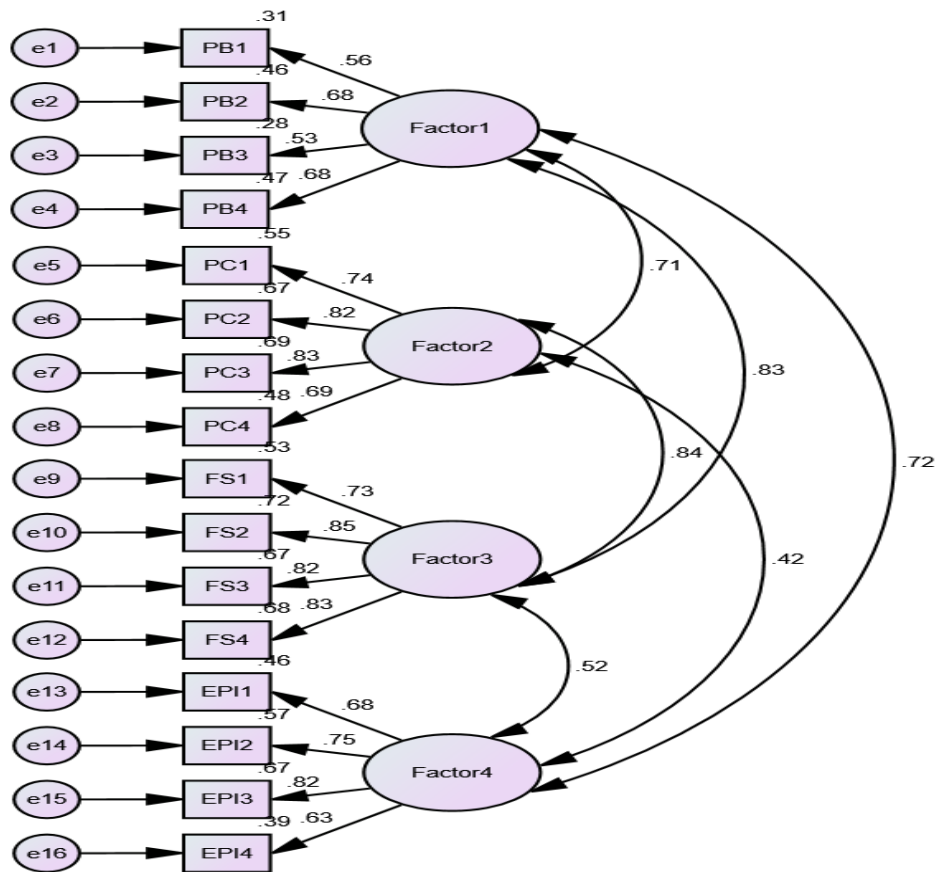 .31
e1 PB1 .56
.46
e2 PB2 .68
.28 Factor1
e3 PB3 .53
.47 .68
e4 PB4
.55
e5 PC1 .74 .71
.67
e6 PC2 .82
.69 Factor2
e7 PC3 .83 .83
.48 .69
e8 PC4
.53 .84
e9 FS1 .73 .72
.72
e10 FS2 .85
.67 Factor3 .42
e11 FS3 .82
.68 .83
e12 FS4
.46 .52
e13 EPI1 .68
.57
e14 EPI2 .75
.67 Factor4
e15 EPI3 .82
.39 .63
e16 EPI4